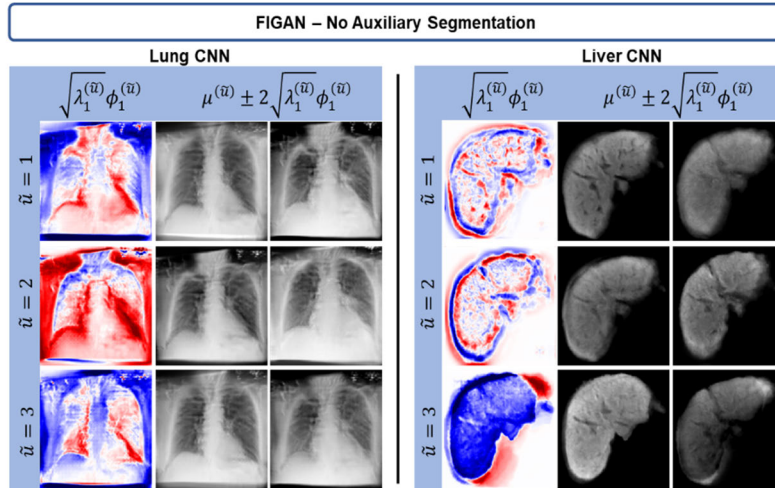 FIGAN – No Auxiliary Segmentation
Lung CNN
√λ₁⁽ũ⁾ϕ₁⁽ũ⁾ μ⁽ũ⁾ ± 2√λ₁⁽ũ⁾ϕ₁⁽ũ⁾
ũ = 1
ũ = 2
ũ = 3
Liver CNN
√λ₁⁽ũ⁾ϕ₁⁽ũ⁾ μ⁽ũ⁾ ± 2√λ₁⁽ũ⁾ϕ₁⁽ũ⁾
ũ = 1
ũ = 2
ũ = 3